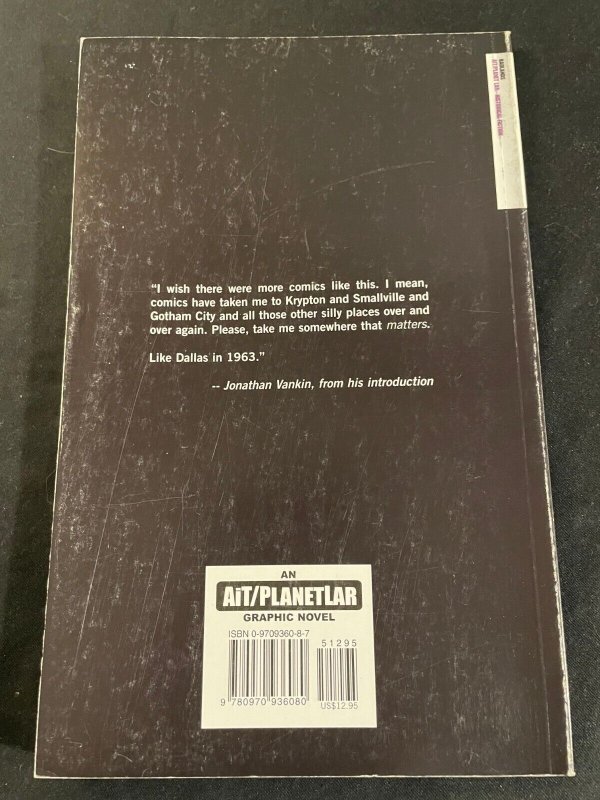 "I wish there were more comics like this. I mean,
comics have taken me to Krypton and Smallville and
Gotham City and all those other silly places over and
over again. Please, take me somewhere that matters.
Like Dallas in 1963."
-- Jonathan Vankin, from his introduction
AN
AiT/PLANETLAR
GRAPHIC NOVEL
ISBN 0-9709360-8-7
51295
9 780970 936080
US$12.95